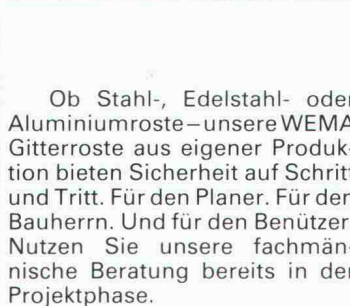 Ob Stahl-, Edelstahl- oder
Aluminiumroste–unsere WEMA
Gitterroste aus eigener Produk-
tion bieten Sicherheit auf Schritt
und Tritt. Für den Planer. Für den
Bauherrn. Und für den Benützer.
Nutzen Sie unsere fachmän-
nische Beratung bereits in der
Projektphase.